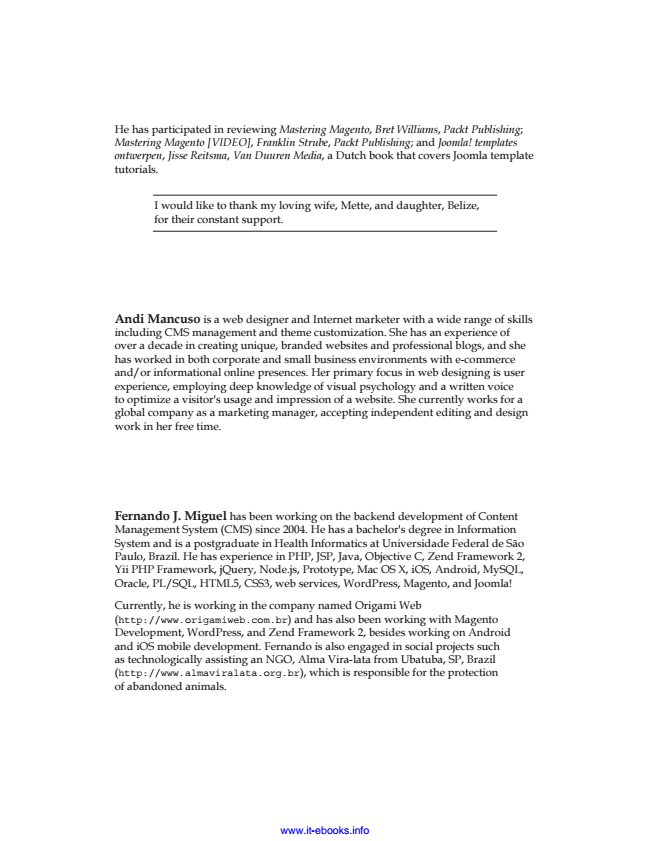 He has participated in reviewing Mastering Magento, Bret Williams, Packt Publishing;
Mastering Magento [VIDEO], Franklin Strube, Packt Publishing; and Joomla! templates
ontwerpen, Jisse Reitsma, Van Duuren Media, a Dutch book that covers Joomla template
tutorials.
I would like to thank my loving wife, Mette, and daughter, Belize,
for their constant support.
Andi Mancuso is a web designer and Internet marketer with a wide range of skills
including CMS management and theme customization. She has an experience of
over a decade in creating unique, branded websites and professional blogs, and she
has worked in both corporate and small business environments with e-commerce
and/or informational online presences. Her primary focus in web designing is user
experience, employing deep knowledge of visual psychology and a written voice
to optimize a visitor's usage and impression of a website. She currently works for a
global company as a marketing manager, accepting independent editing and design
work in her free time.
Fernando J. Miguel has been working on the backend development of Content
Management System (CMS) since 2004. He has a bachelor's degree in Information
System and is a postgraduate in Health Informatics at Universidade Federal de São
Paulo, Brazil. He has experience in PHP, JSP, Java, Objective C, Zend Framework 2,
Yii PHP Framework, jQuery, Node.js, Prototype, Mac OS X, iOS, Android, MySQL,
Oracle, PL/SQL, HTML5, CSS3, web services, WordPress, Magento, and Joomla!
Currently, he is working in the company named Origami Web
(http://www.origamiweb.com.br) and has also been working with Magento
Development, WordPress, and Zend Framework 2, besides working on Android
and iOS mobile development. Fernando is also engaged in social projects such
as technologically assisting an NGO, Alma Vira-lata from Ubatuba, SP, Brazil
(http://www.almaviralata.org.br), which is responsible for the protection
of abandoned animals.
www.it-ebooks.info